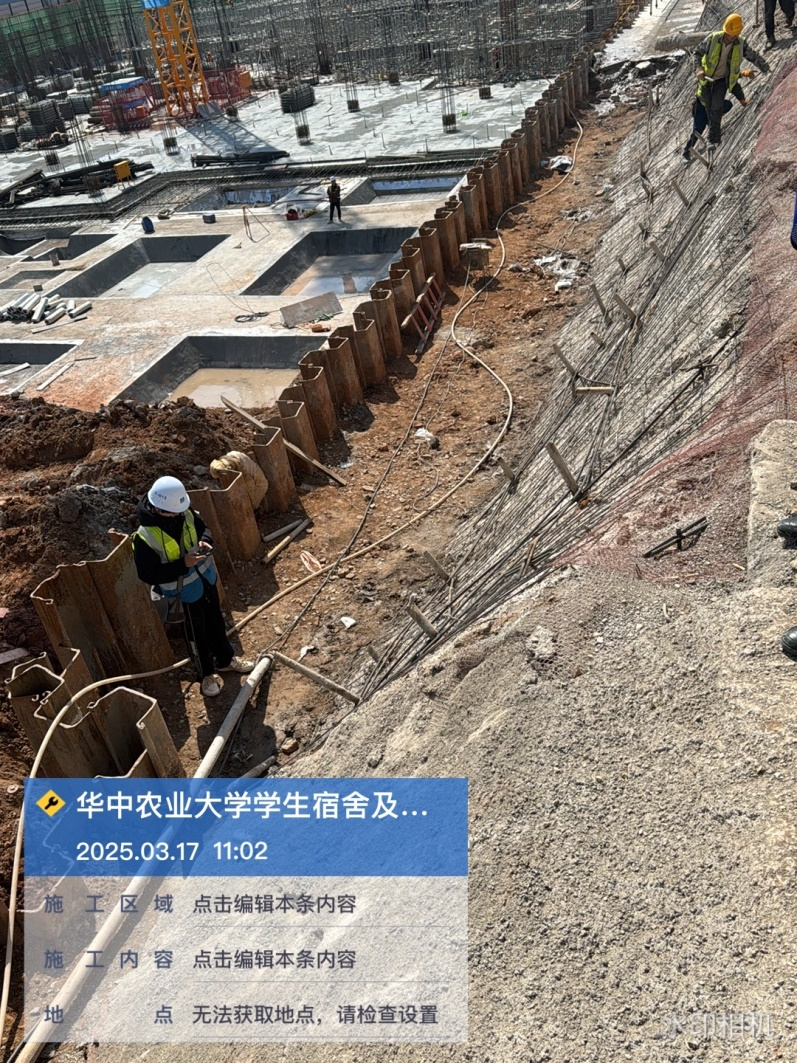 华中农业大学学生宿舍及...
2025.03.17 11:02
施工区域 点击编辑本条内容
施工内容 点击编辑本条内容
地点 无法获取地点，请检查设置
水印相机